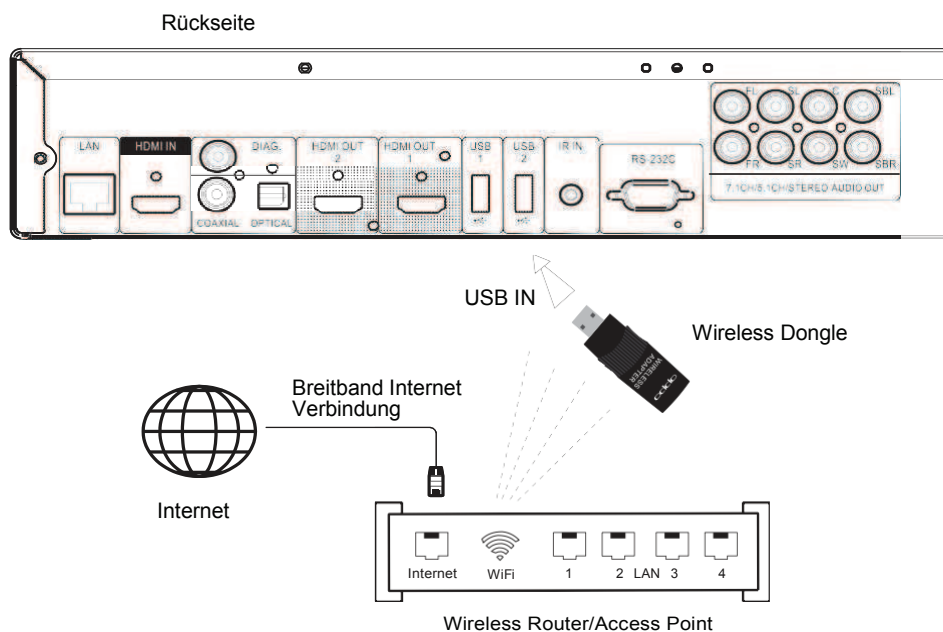 Rückseite
FL SL C SBL
LAN HDMI IN DIAG. HDMI OUT 2 HDMI OUT 1 USB 1 USB 2 IR IN RS-232C
FR SR SW SBR
7.1CH/5.1CH/STEREO AUDIO OUT
COAXIAL OPTICAL
USB IN
Wireless Dongle
WIRELESS ADAPTER
oppo
Breitband Internet
Verbindung
Internet
Internet WiFi 1 2 LAN 3 4
Wireless Router/Access Point